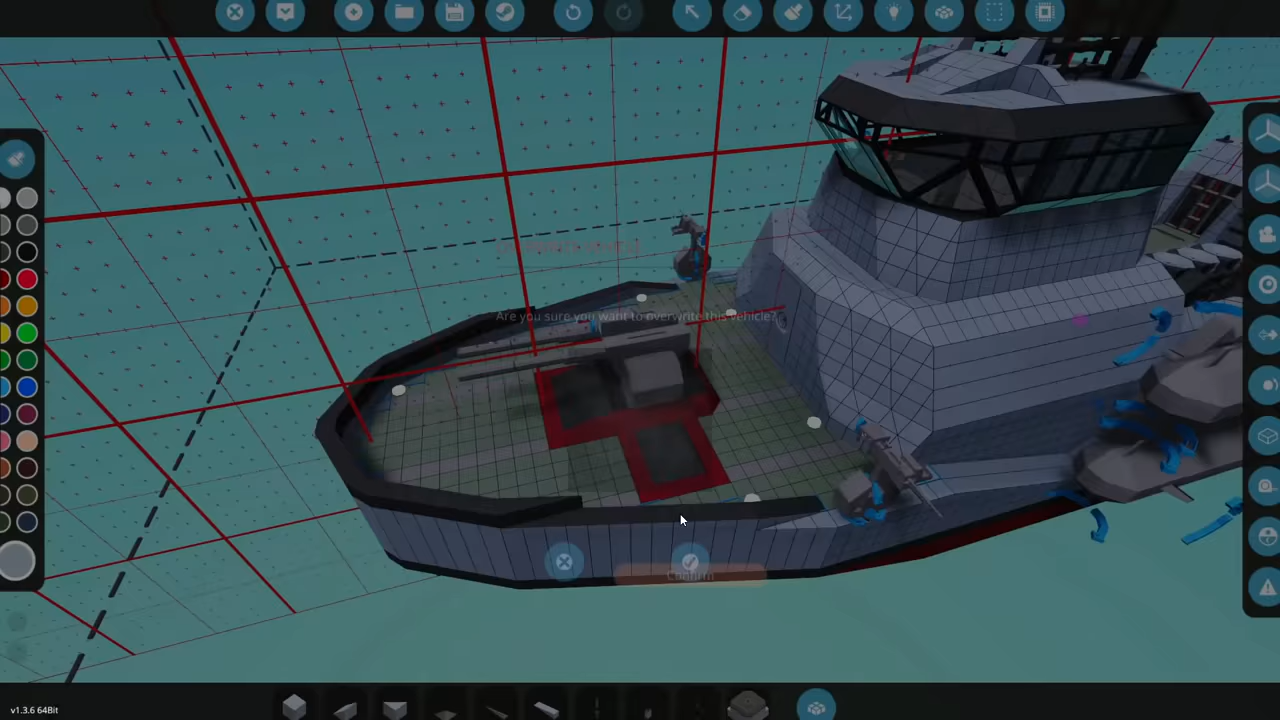 Are you sure you want to overwrite this vehicle?
Confirm
v1.3.6 64Bit